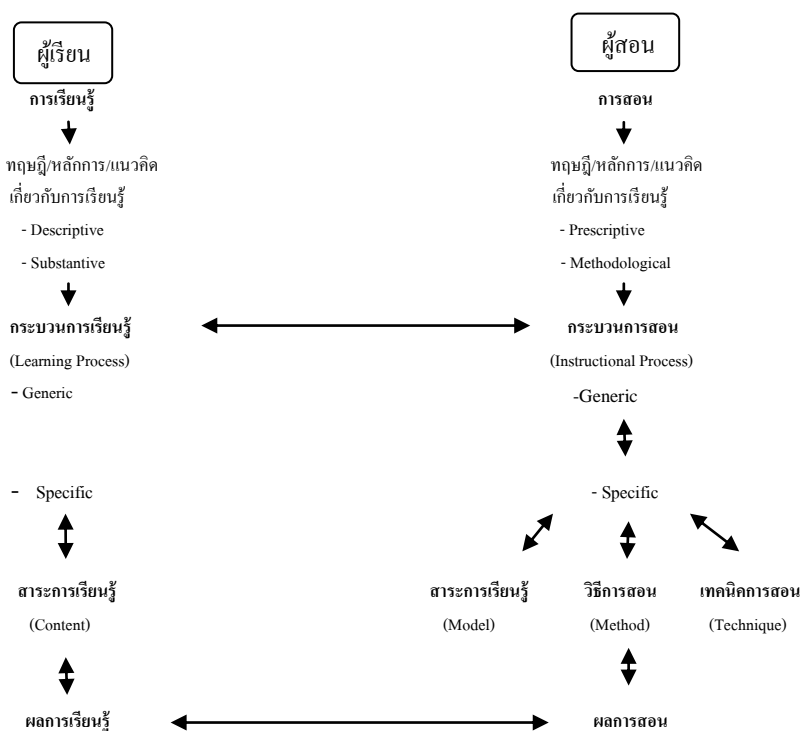 ผู้เรียน
ผู้สอน
การเรียนรู้
การสอน
ทฤษฎี/หลักการ/แนวคิด
เกี่ยวกับการเรียนรู้
- Descriptive
- Substantive
ทฤษฎี/หลักการ/แนวคิด
เกี่ยวกับการเรียนรู้
- Prescriptive
- Methodological
กระบวนการเรียนรู้
(Learning Process)
- Generic
กระบวนการสอน
(Instructional Process)
-Generic
- Specific
- Specific
สาระการเรียนรู้
(Content)
สาระการเรียนรู้
(Model)
วิธีการสอน
(Method)
เทคนิคการสอน
(Technique)
ผลการเรียนรู้
ผลการสอน